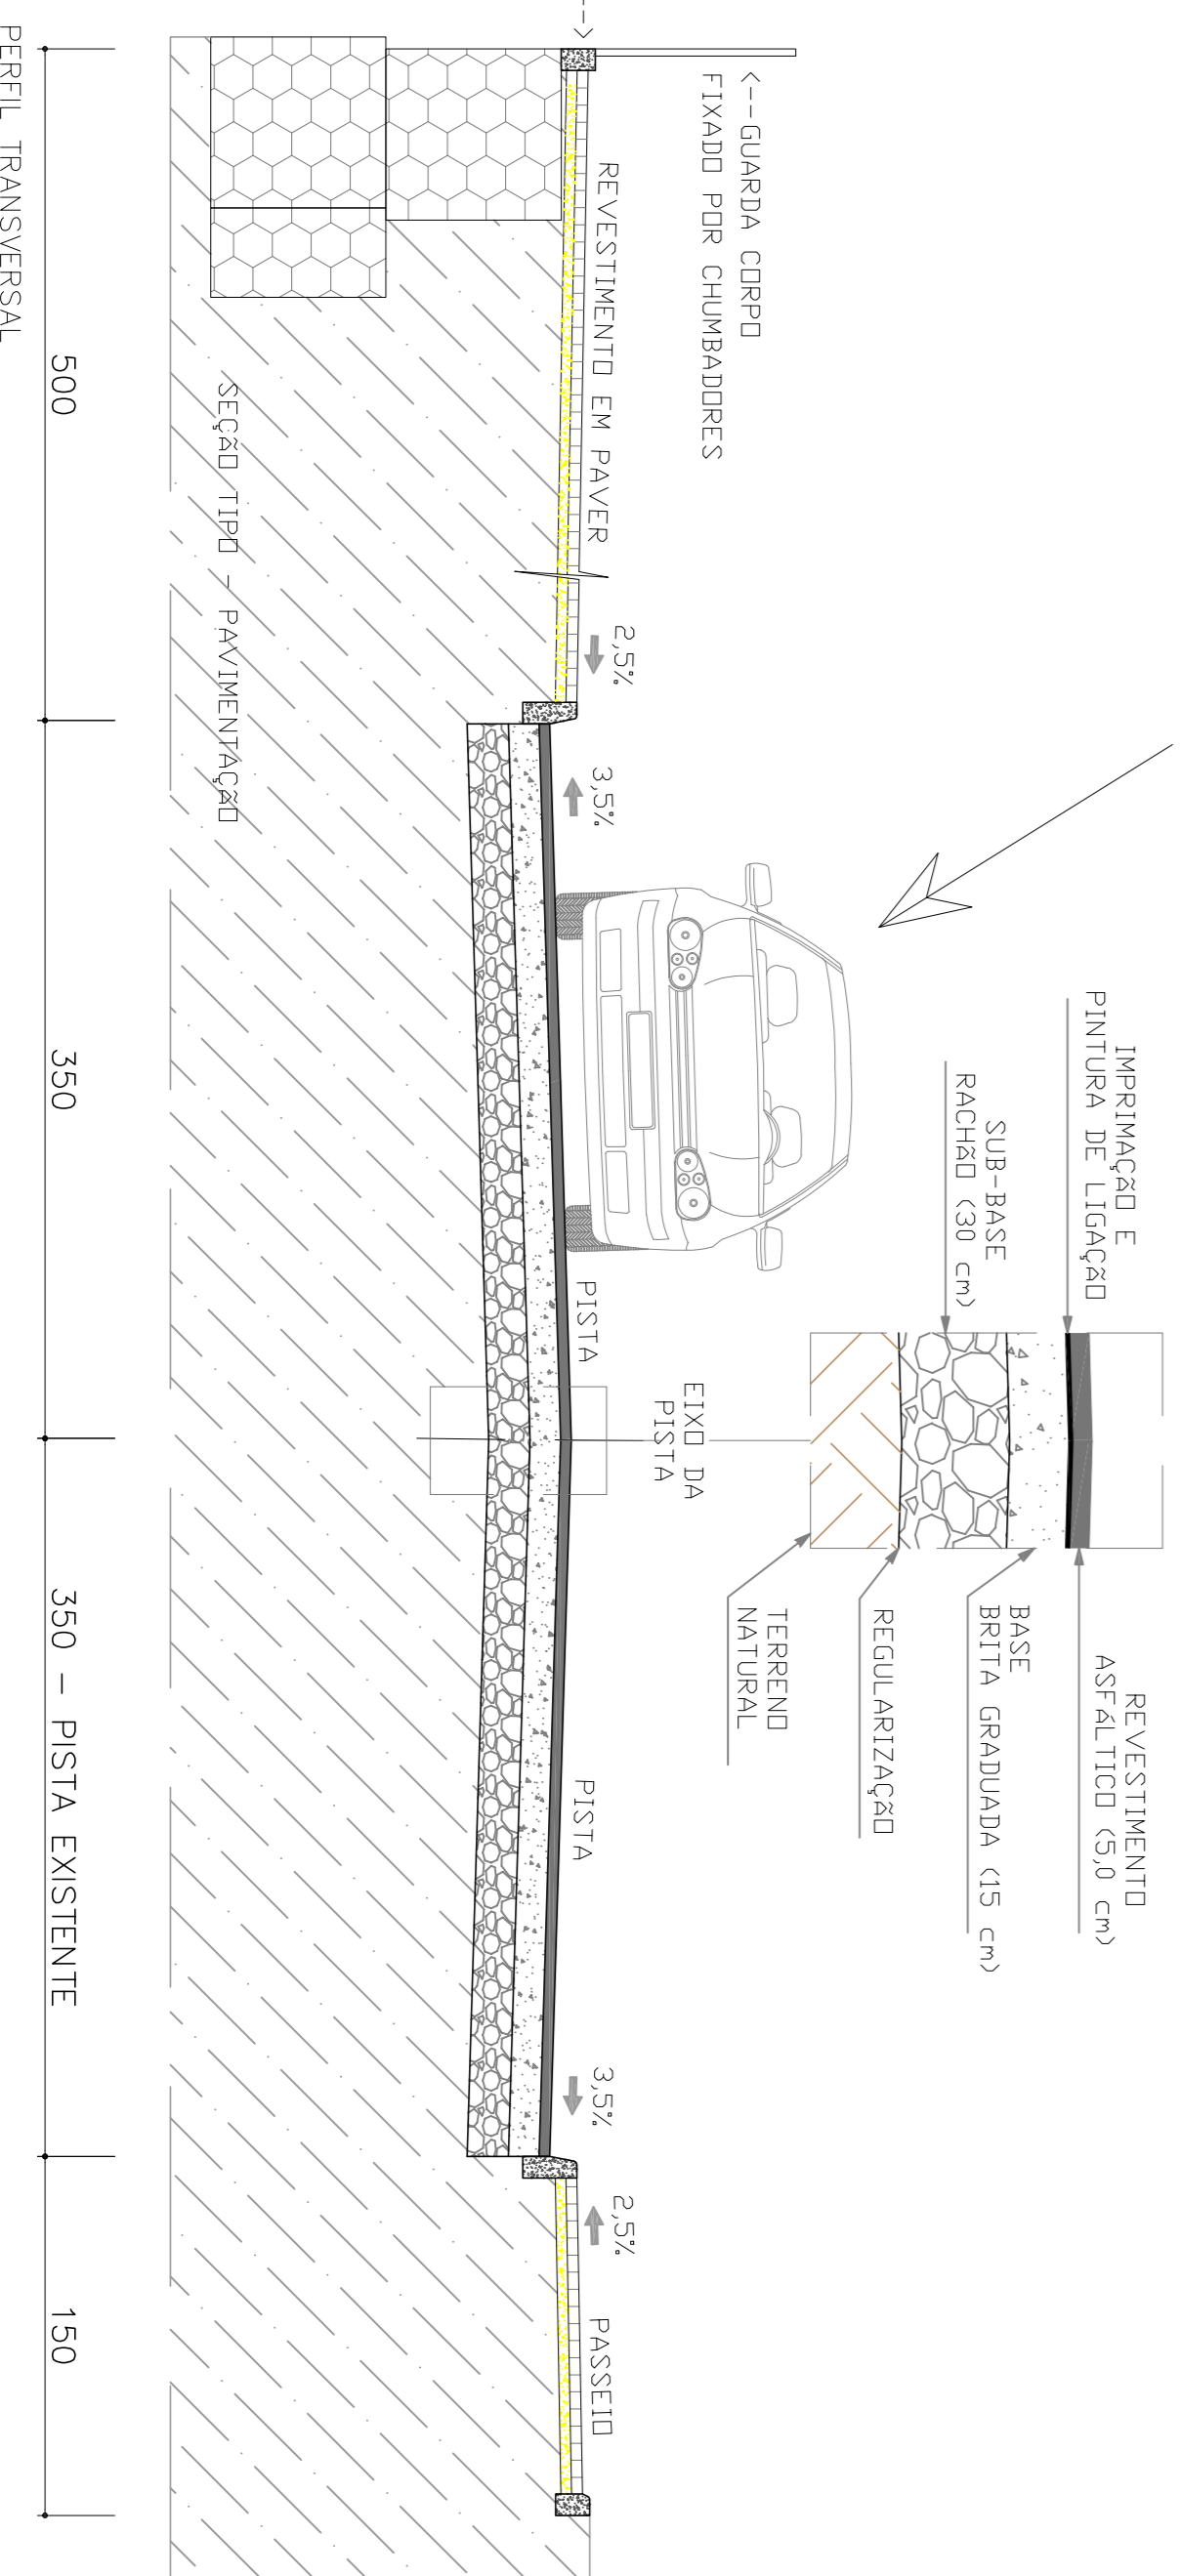 IMPRIMAÇÃO E
PINTURA DE LIGAÇÃO
SUB-BASE
RACHÃO (30 cm)
REVESTIMENTO
ASFÁLTICO (5,0 cm)
BASE
BRITA GRADUADA (15 cm)
REGULARIZAÇÃO
TERRENO
NATURAL
<--GUARDA CORPO
FIXADO POR CHUMBADORES
EIXO DA
PISTA
REVESTIMENTO EM PAVER
2,5%
3,5%
PISTA
PISTA
3,5%
2,5%
PASSEIO
SEÇÃO TIPO - PAVIMENTAÇÃO
500
350
350 - PISTA EXISTENTE
150
PERFIL TRANSVERSAL